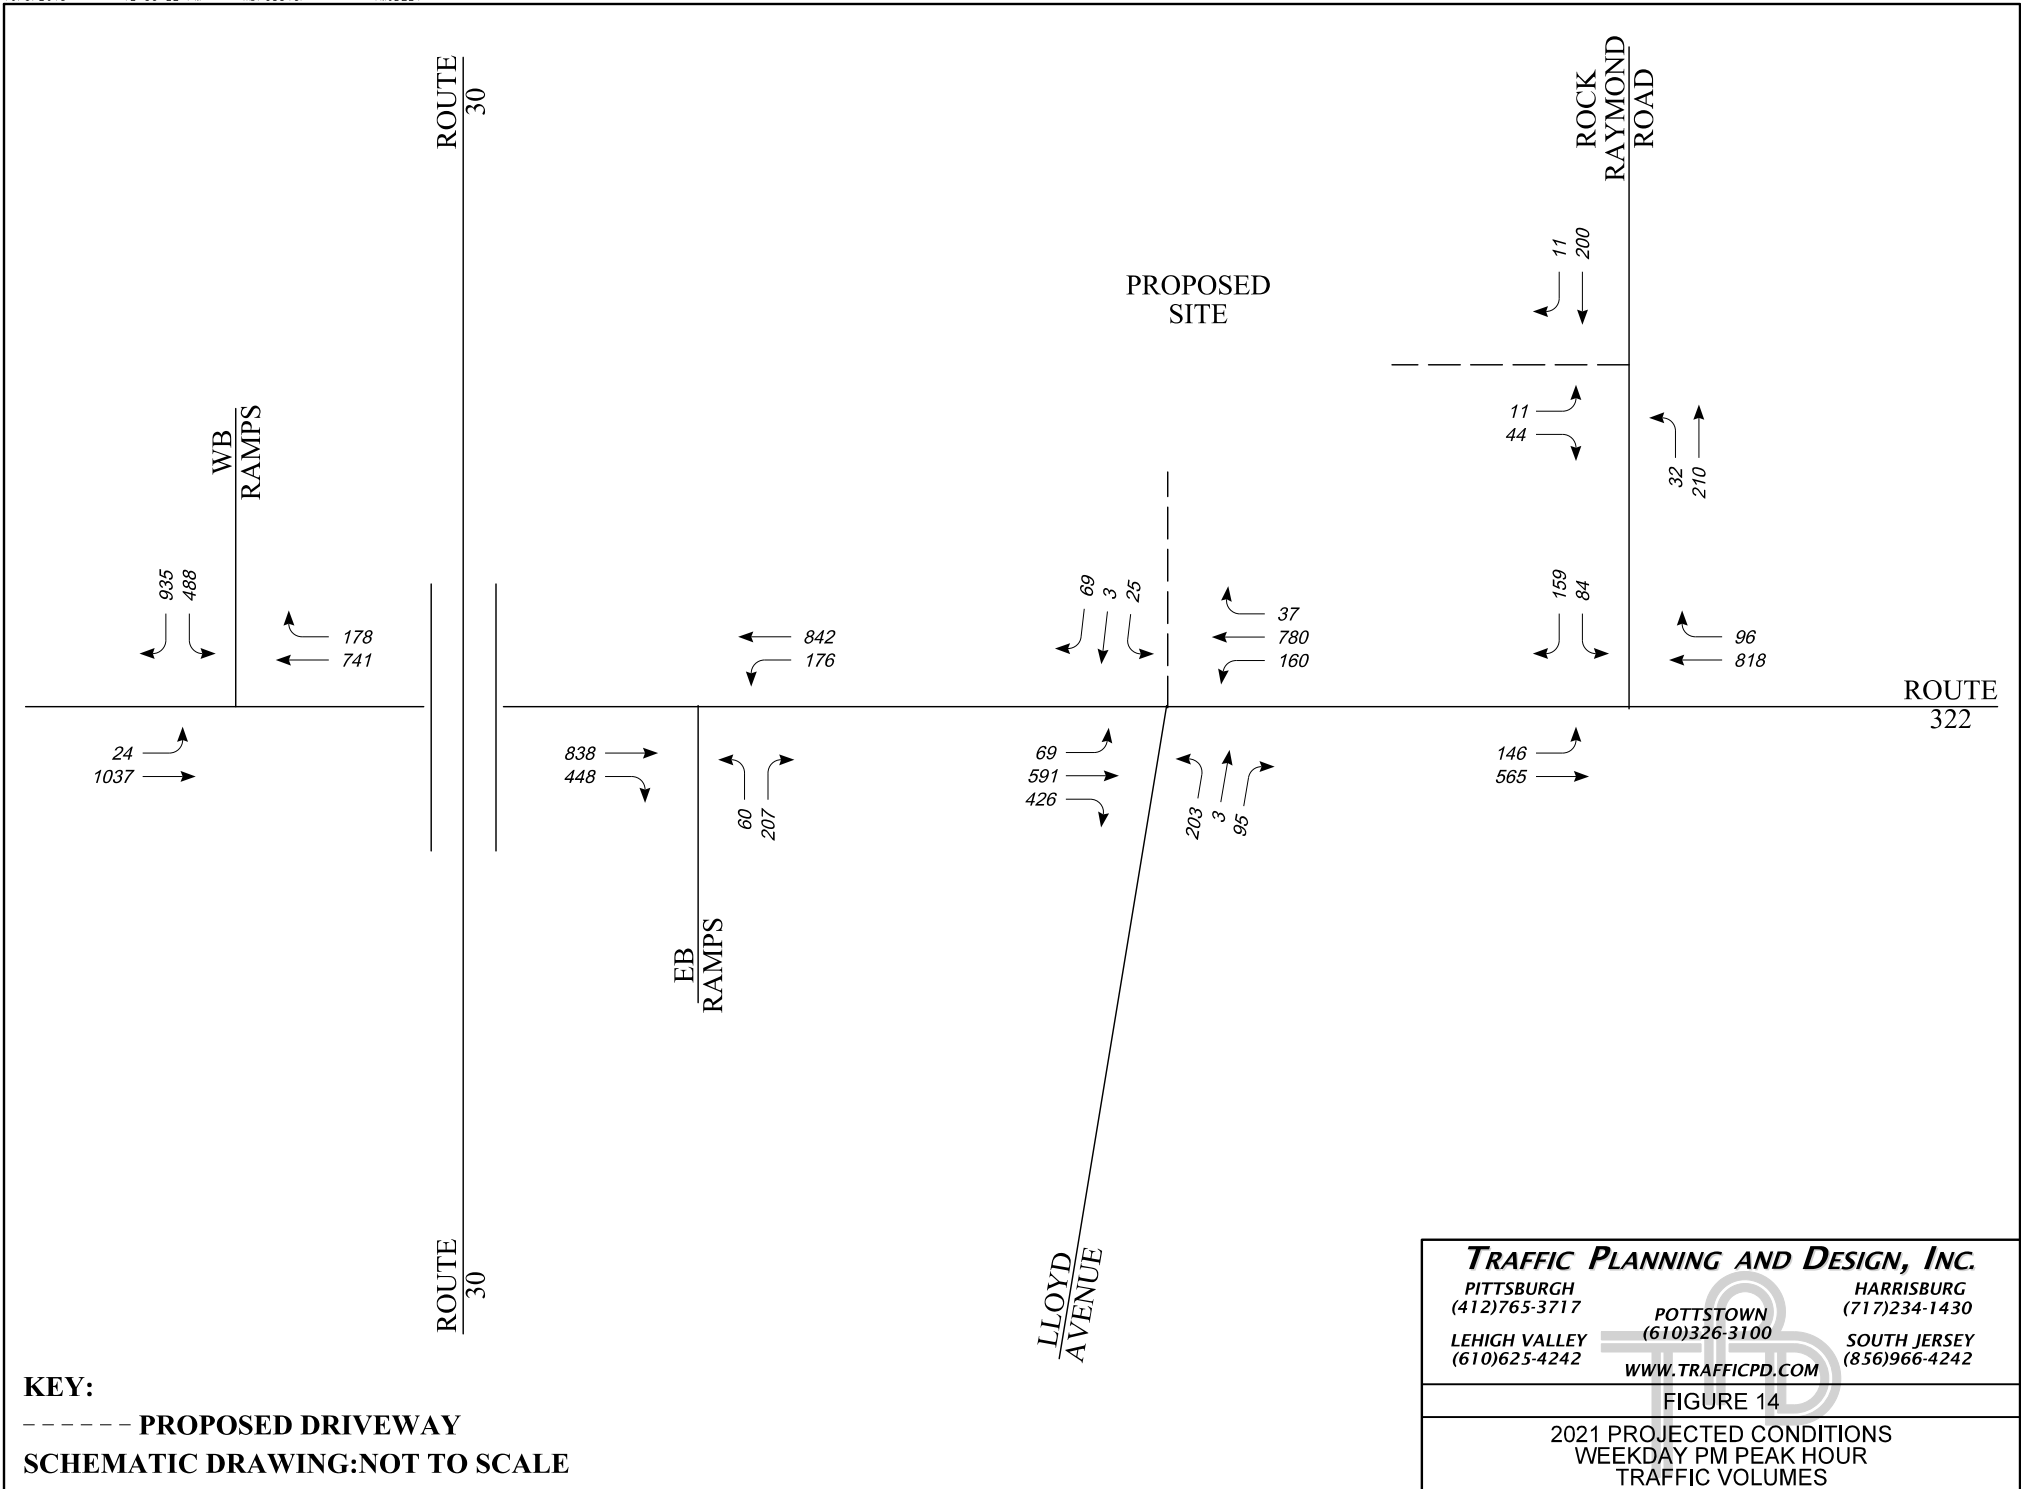 ROUTE
30
ROCK
RAYMOND
ROAD
11
200
PROPOSED
SITE
11
44
32
210
WB
RAMPS
935
488
178
741
842
176
69
3
25
37
780
160
159
84
96
818
ROUTE
322
24
1037
838
448
60
207
69
591
426
203
3
95
146
565
EB
RAMPS
ROUTE
30
LLOYD
AVENUE
KEY:
------ PROPOSED DRIVEWAY
SCHEMATIC DRAWING:NOT TO SCALE
TRAFFIC PLANNING AND DESIGN, INC.
PITTSBURGH
(412)765-3717
HARRISBURG
(717)234-1430
POTTSTOWN
(610)326-3100
LEHIGH VALLEY
(610)625-4242
SOUTH JERSEY
(856)966-4242
WWW.TRAFFICPD.COM
FIGURE 14
2021 PROJECTED CONDITIONS
WEEKDAY PM PEAK HOUR
TRAFFIC VOLUMES